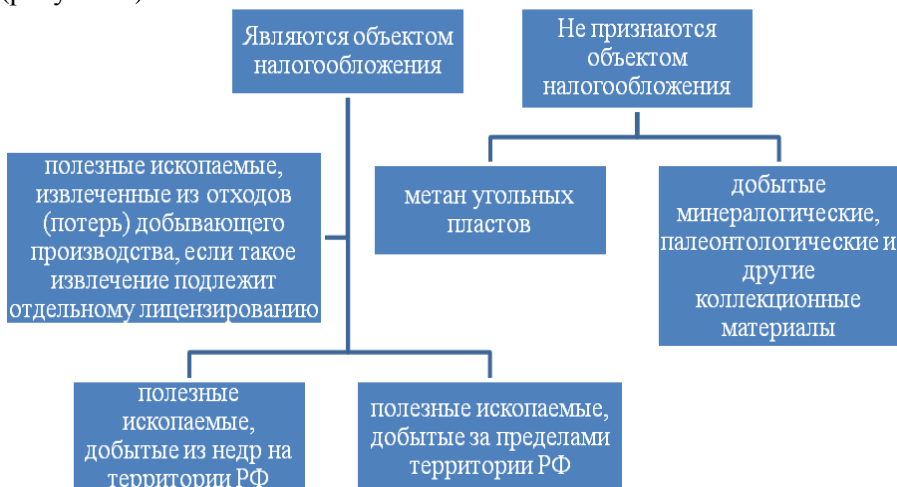 Являются объектом
налогообложения
Не признаются
объектом
налогообложения
полезные ископаемые,
извлеченные из отходов
(потерь) добывающего
производства, если такое
извлечение подлежит
отдельному лицензированию
метан угольных
пластов
добытые
минералогические,
палеонтологические и
другие
коллекционные
материалы
полезные
ископаемые,
добытые из недр на
территории РФ
полезные ископаемые,
добытые за пределами
территории РФ